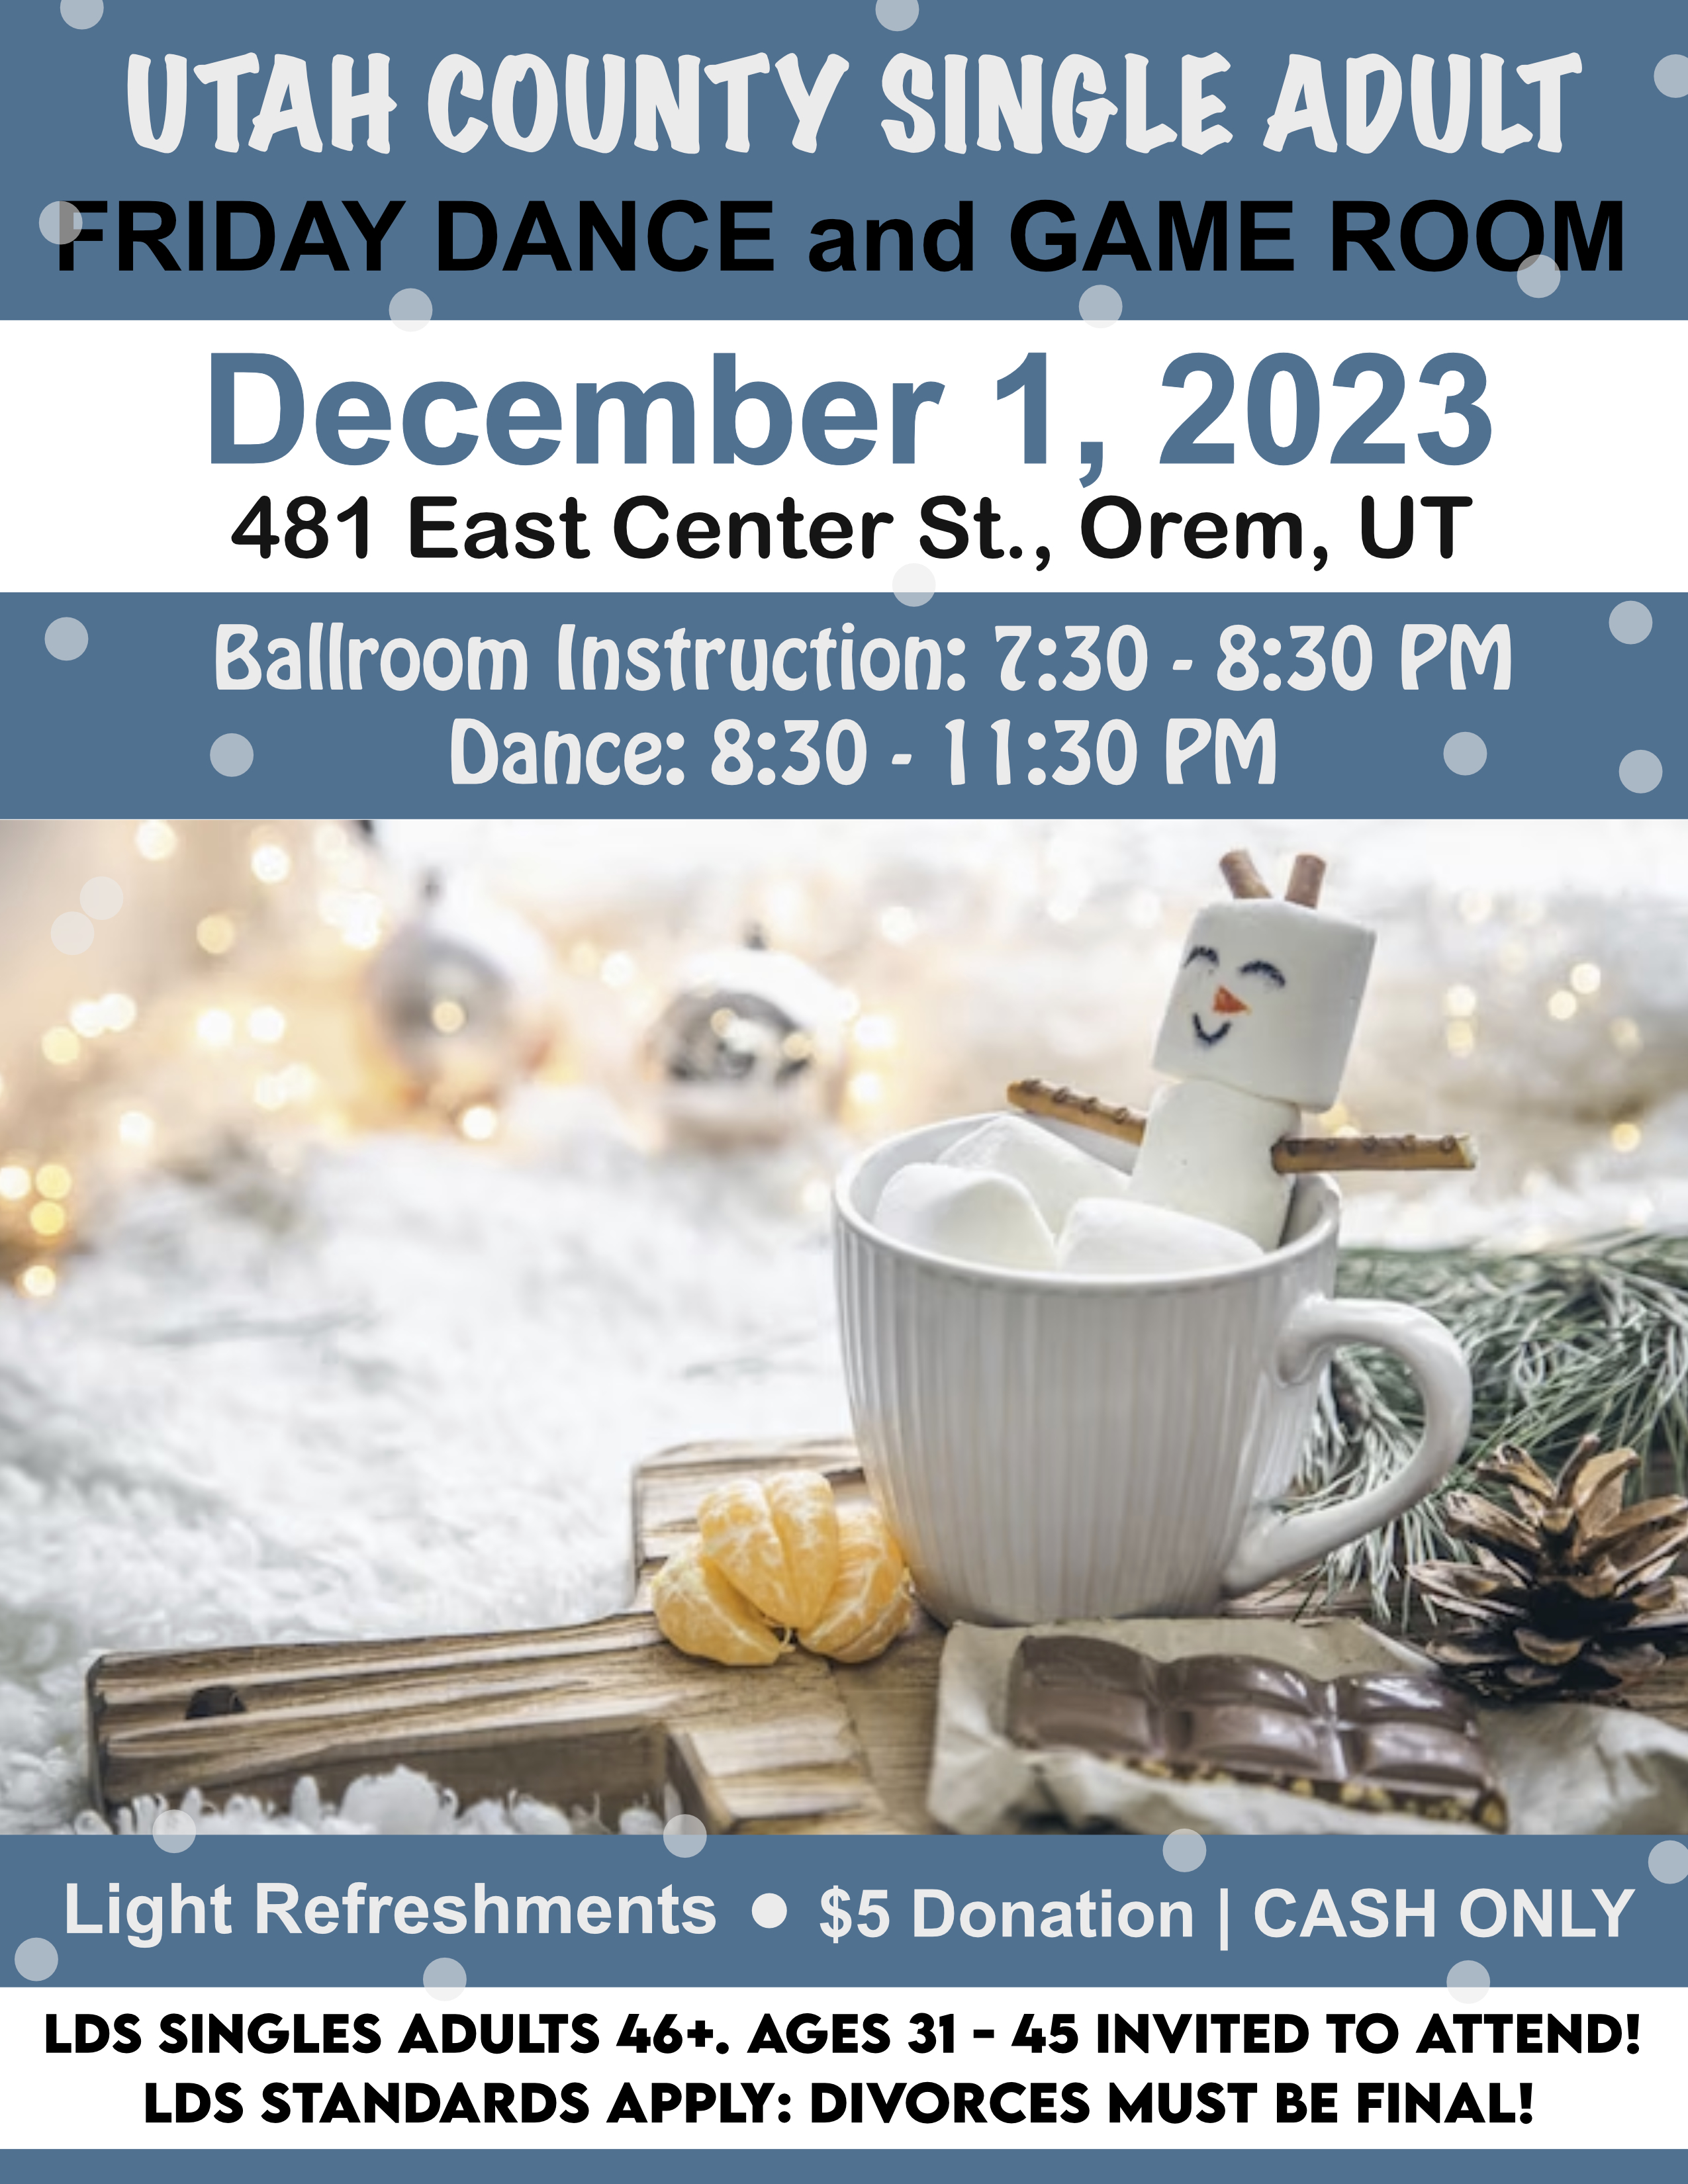 UTAH COUNTY SINGLE ADULT
FRIDAY DANCE and GAME ROOM
December 1, 2023
481 East Center St., Orem, UT
Ballroom Instruction: 7:30 - 8:30 PM
Dance: 8:30 - 11:30 PM
Light Refreshments ● $5 Donation | CASH ONLY
LDS SINGLES ADULTS 46+. AGES 31 - 45 INVITED TO ATTEND!
LDS STANDARDS APPLY: DIVORCES MUST BE FINAL!